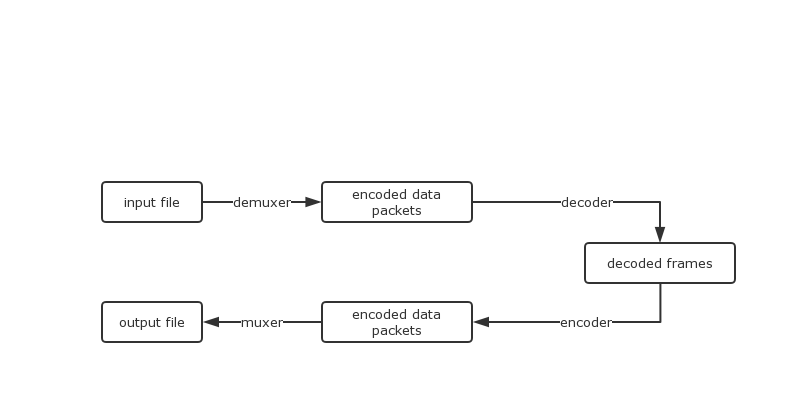 input file
demuxer
encoded data
packets
decoder
decoded frames
encoder
encoded data
packets
muxer
output file